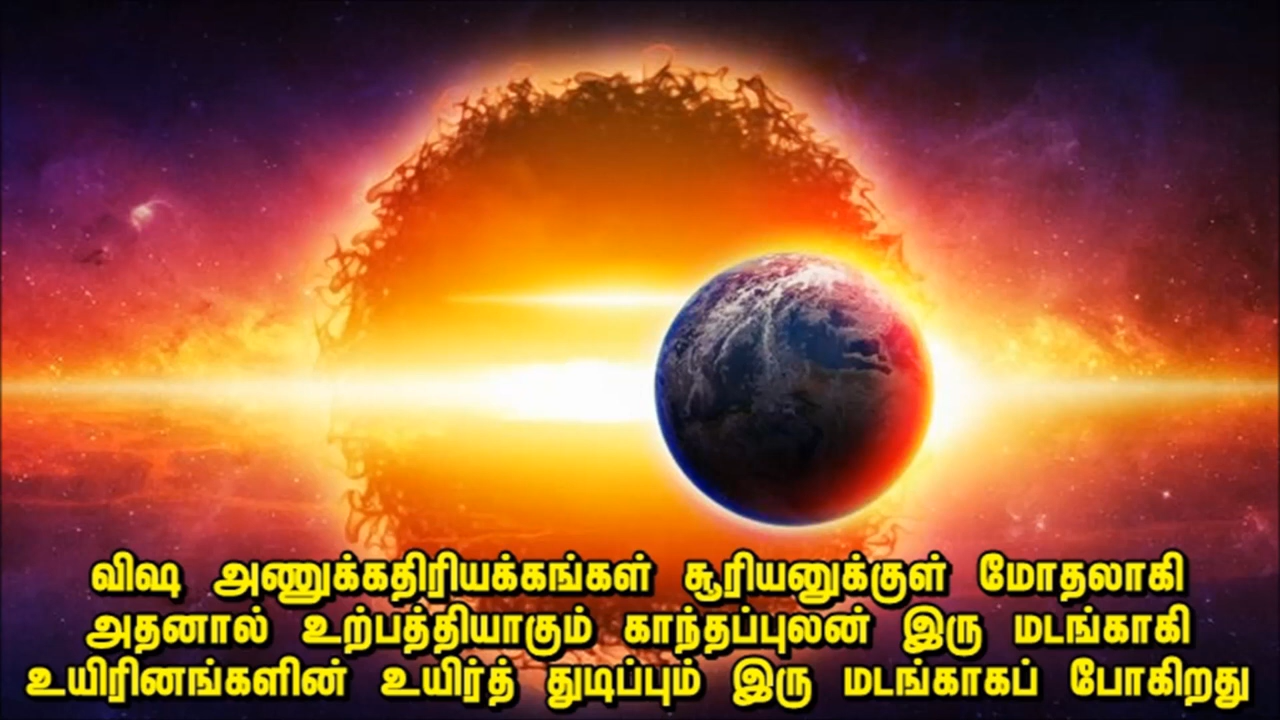 விஷ அணுக்கதிரியக்கங்கள் சூரியனுக்குள் மோதலாகி
அதனால் உற்பத்தியாகும் காந்தப்புலன் இரு மடங்காகி
உயிரினங்களின் உயிர்த் துடிப்பும் இரு மடங்காகப் போகிறது